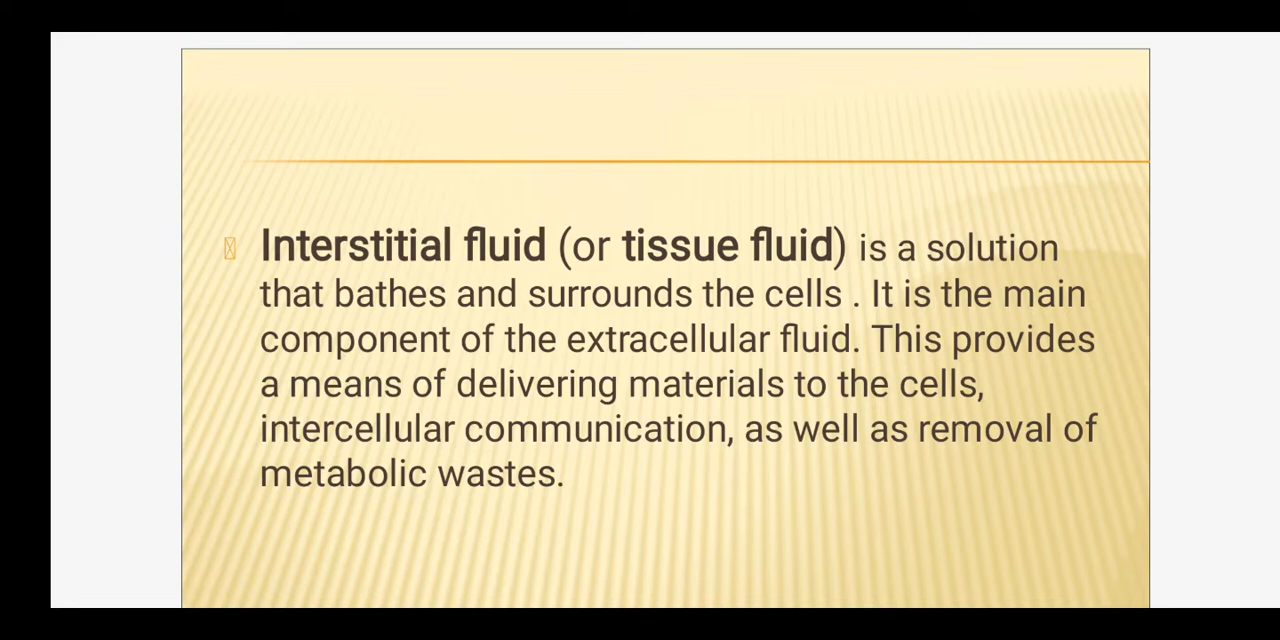 Interstitial fluid (or tissue fluid) is a solution
that bathes and surrounds the cells . It is the main
component of the extracellular fluid. This provides
a means of delivering materials to the cells,
intercellular communication, as well as removal of
metabolic wastes.